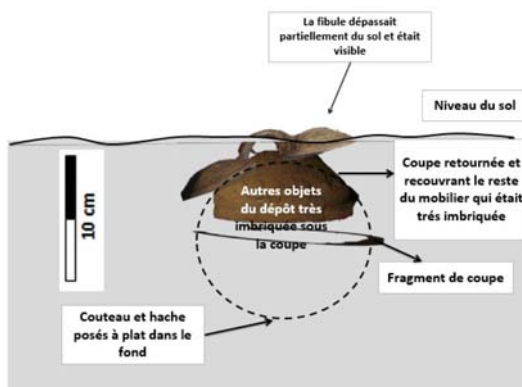 La fibule dépassait
partiellement du sol et était
visible
Niveau du sol
Coupe retournée et
recouvrant le reste
du mobilier qui était
trés imbriquée
Autres objets
du dépôt très
imbriquée sous
la coupe
10 cm
Fragment de coupe
Couteau et hache
posés à plat dans le
fond